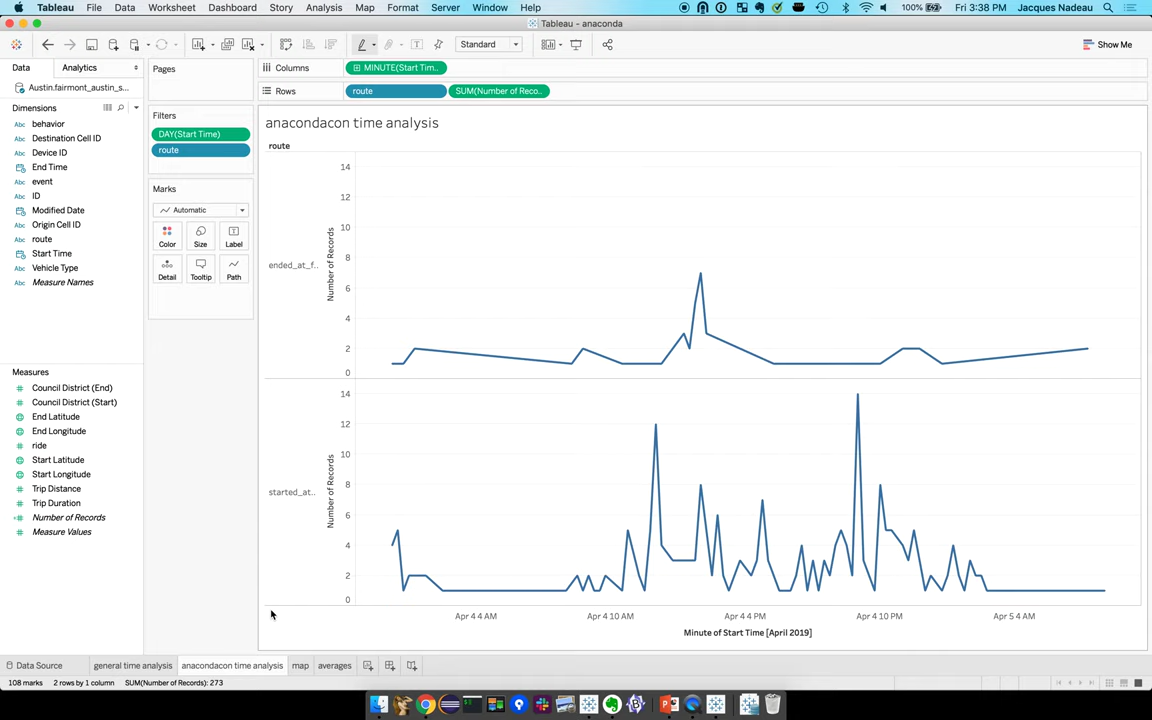 Tableau File Data Worksheet Dashboard Story Analysis Map Format Server Window Help 100% Fri 3:38 PM Jacques Nadeau
Tableau - anaconda
Standard Show Me
Data Analytics
Austin.fairmont_austin_s...
Dimensions
behavior
Destination Cell ID
Device ID
End Time
event
ID
Modified Date
Origin Cell ID
route
Start Time
Vehicle Type
Measure Names
Measures
Council District (End)
Council District (Start)
End Latitude
End Longitude
ride
Start Latitude
Start Longitude
Trip Distance
Trip Duration
Number of Records
Measure Values
Pages
Filters
DAY(Start Time)
route
Marks
Automatic
Color Size Label
Detail Tooltip Path
Columns MINUTE(Start Tim..
Rows route SUM(Number of Reco..
anacondacon time analysis
route
ended_at_f..
Number of Records
14
12
10
8
6
4
2
0
started_at..
Number of Records
14
12
10
8
6
4
2
0
Apr 4 4 AM Apr 4 10 AM Apr 4 4 PM Apr 4 10 PM Apr 5 4 AM
Minute of Start Time [April 2019]
Data Source general time analysis anacondacon time analysis map averages
108 marks 2 rows by 1 column SUM(Number of Records): 273